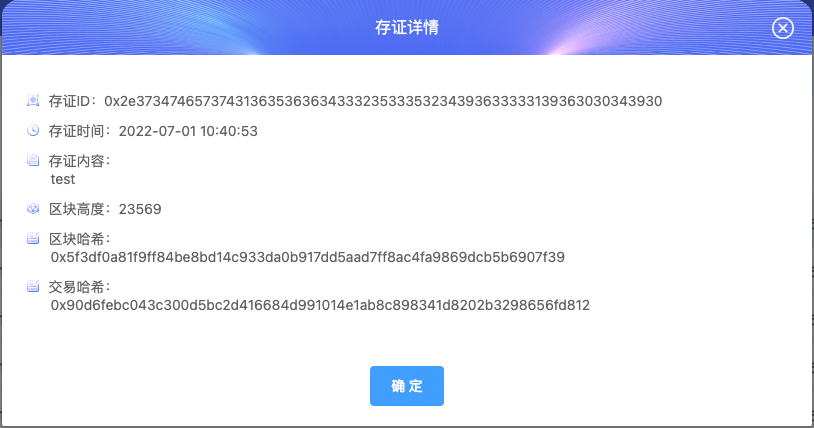 存证详情
存证ID：0x2e37347465737431363536363433323533353234393633333139363030343930
存证时间：2022-07-01 10:40:53
存证内容：
test
区块高度：23569
区块哈希：
0x5f3df0a81f9ff84be8bd14c933da0b917dd5aad7ff8ac4fa9869dcb5b6907f39
交易哈希：
0x90d6febc043c300d5bc2d416684d991014e1ab8c898341d8202b3298656fd812
确 定